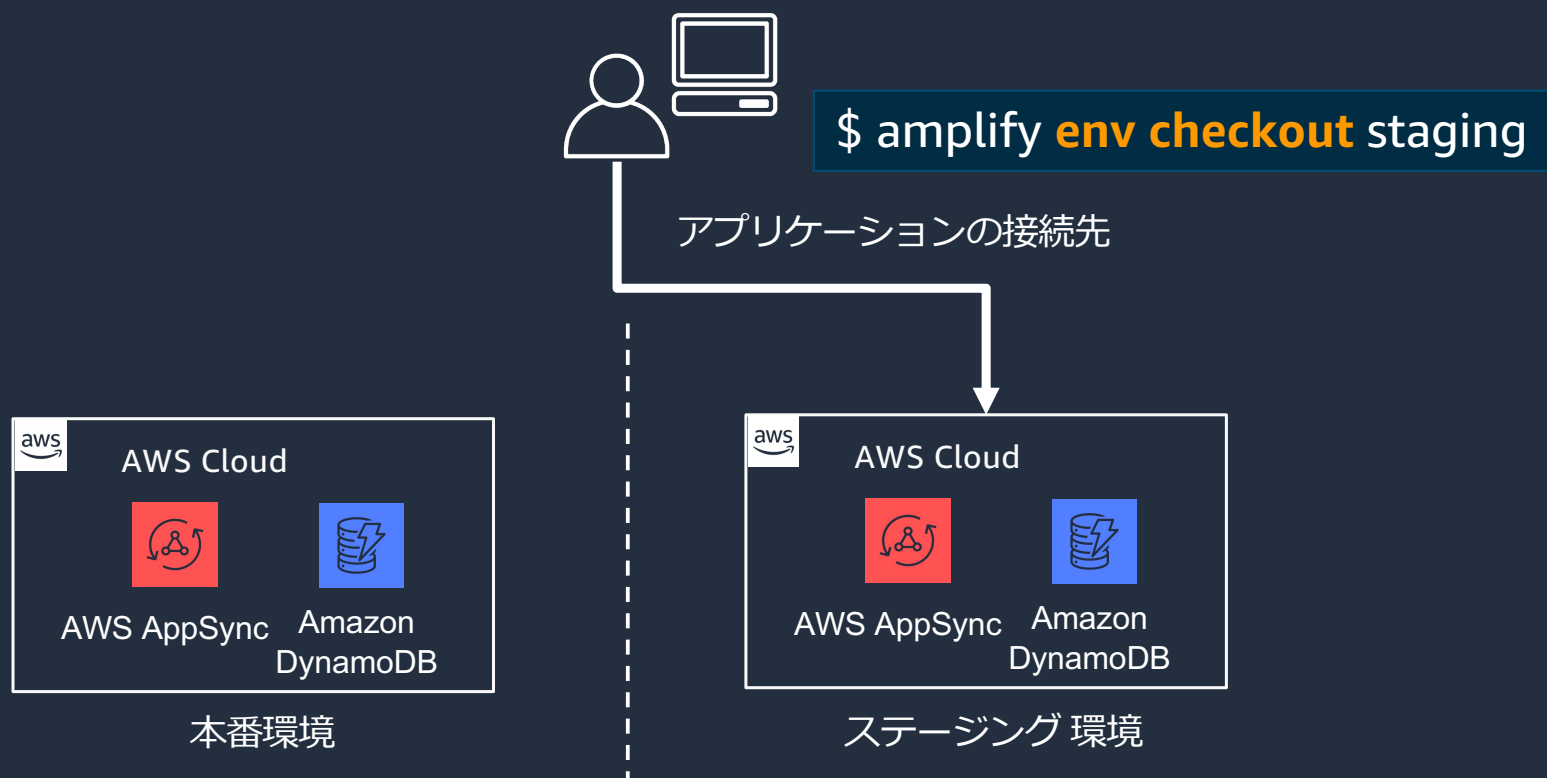 $ amplify env checkout staging
アプリケーションの接続先
aws
AWS Cloud
AWS AppSync
Amazon
DynamoDB
本番環境
aws
AWS Cloud
AWS AppSync
Amazon
DynamoDB
ステージング 環境